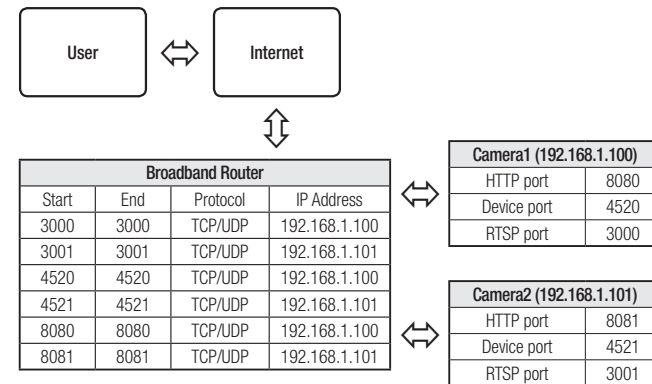 User
Internet
Broadband Router
Start End Protocol IP Address
3000 3000 TCP/UDP 192.168.1.100
3001 3001 TCP/UDP 192.168.1.101
4520 4520 TCP/UDP 192.168.1.100
4521 4521 TCP/UDP 192.168.1.101
8080 8080 TCP/UDP 192.168.1.100
8081 8081 TCP/UDP 192.168.1.101
Camera1 (192.168.1.100)
HTTP port 8080
Device port 4520
RTSP port 3000
Camera2 (192.168.1.101)
HTTP port 8081
Device port 4521
RTSP port 3001